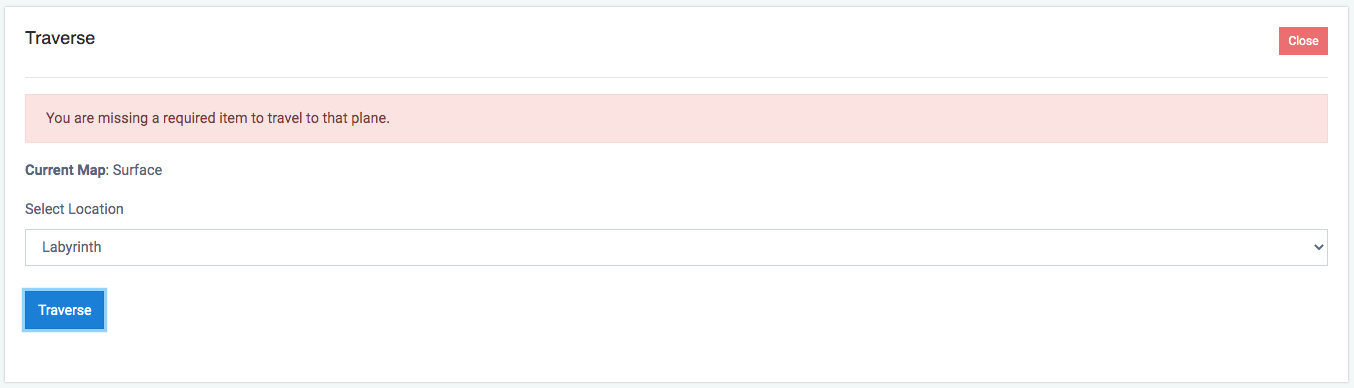 Traverse
Close
You are missing a required item to travel to that plane.
Current Map: Surface
Select Location
Labyrinth
Traverse